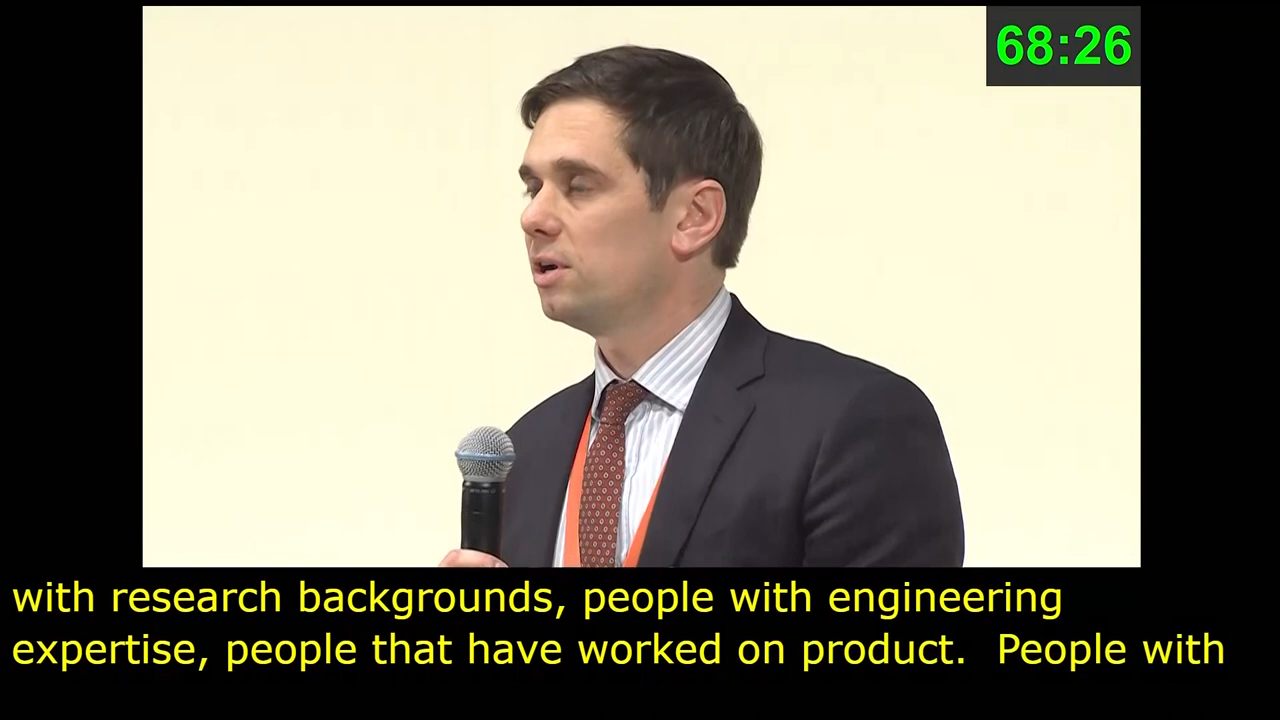 68:26
with research backgrounds, people with engineering
expertise, people that have worked on product.  People with